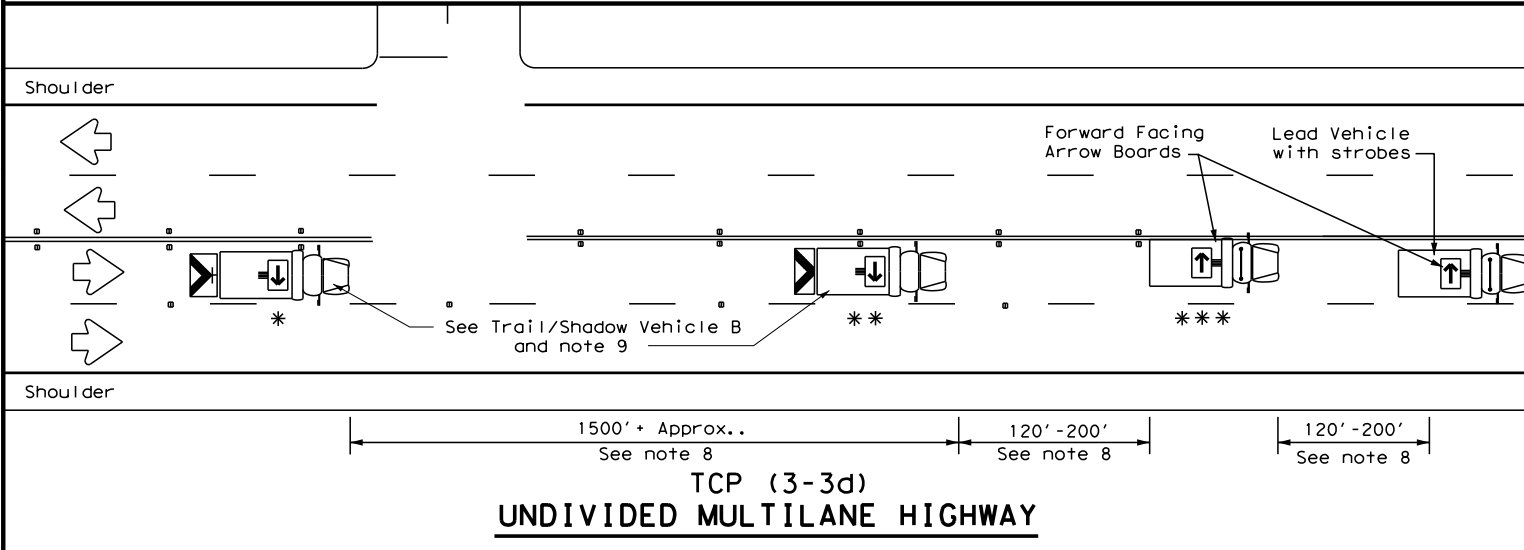 Shoulder
Forward Facing
Arrow Boards
Lead Vehicle
with strobes
*
**
***
See Trail/Shadow Vehicle B
and note 9
Shoulder
1500'+ Approx..
See note 8
120'-200'
See note 8
120'-200'
See note 8
TCP (3-3d)
UNDIVIDED MULTILANE HIGHWAY